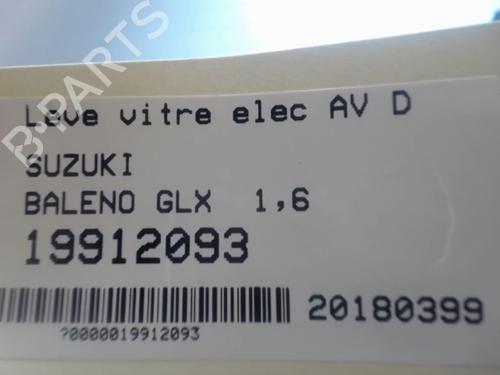 B-PARTS
Leve vitre elec AV D
SUZUKI
BALENO GLX 1,6
19912093
20180399
?0000019912093